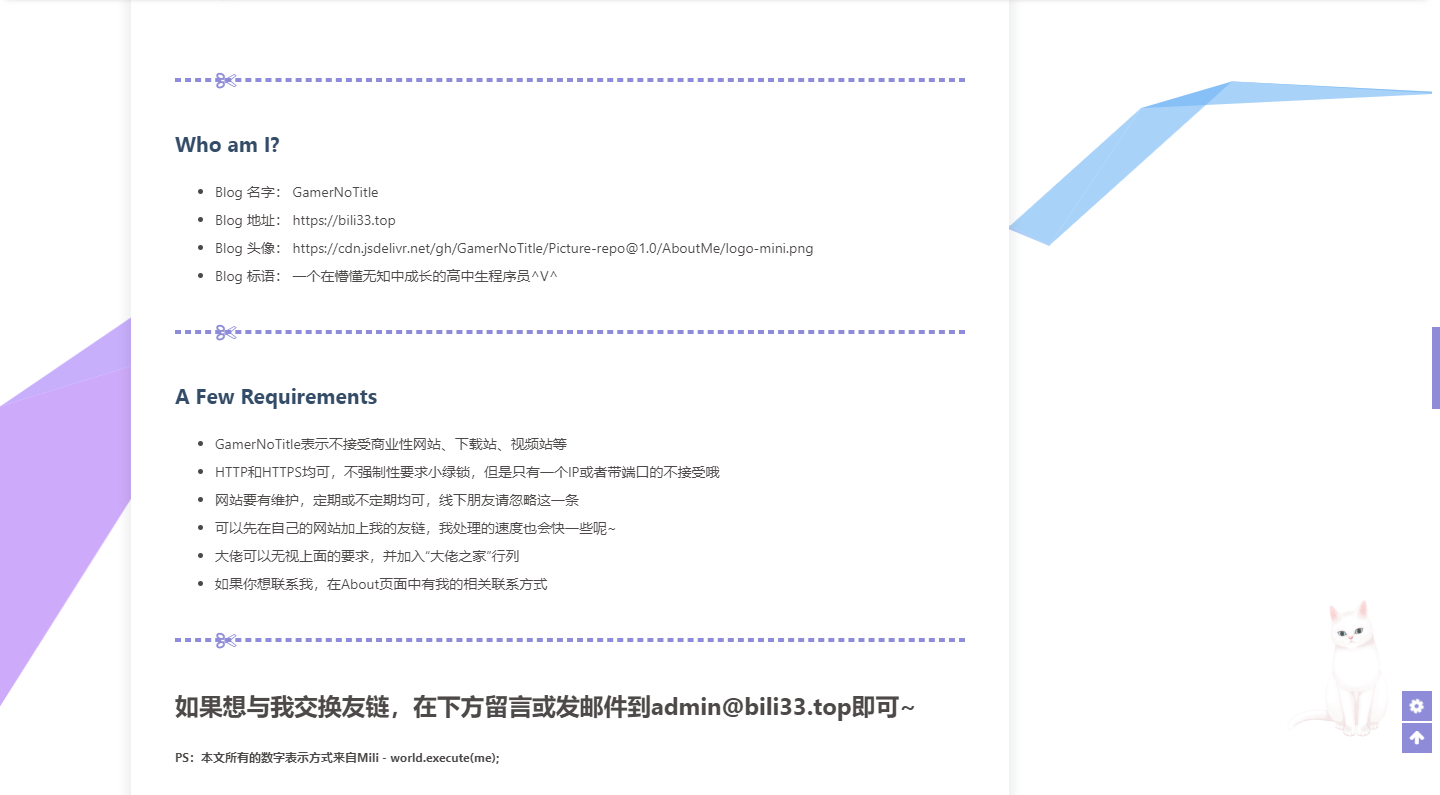 Who am I?
Blog 名字： GamerNoTitle
Blog 地址： https://bili33.top
Blog 头像： https://cdn.jsdelivr.net/gh/GamerNoTitle/Picture-repo@1.0/AboutMe/logo-mini.png
Blog 标语： 一个在懵懂无知中成长的高中生程序员^V^
A Few Requirements
GamerNoTitle表示不接受商业性网站、下载站、视频站等
HTTP和HTTPS均可，不强制性要求小绿锁，但是只有一个IP或者带端口的不接受哦
网站要有维护，定期或不定期均可，线下朋友请忽略这一条
可以先在自己的网站加上我的友链，我处理的速度也会快一些呢~
大佬可以无视上面的要求，并加入“大佬之家”行列
如果你想联系我，在About页面中有我的相关联系方式
如果想与我交换友链，在下方留言或发邮件到admin@bili33.top即可~
PS：本文所有的数字表示方式来自Mili - world.execute(me);